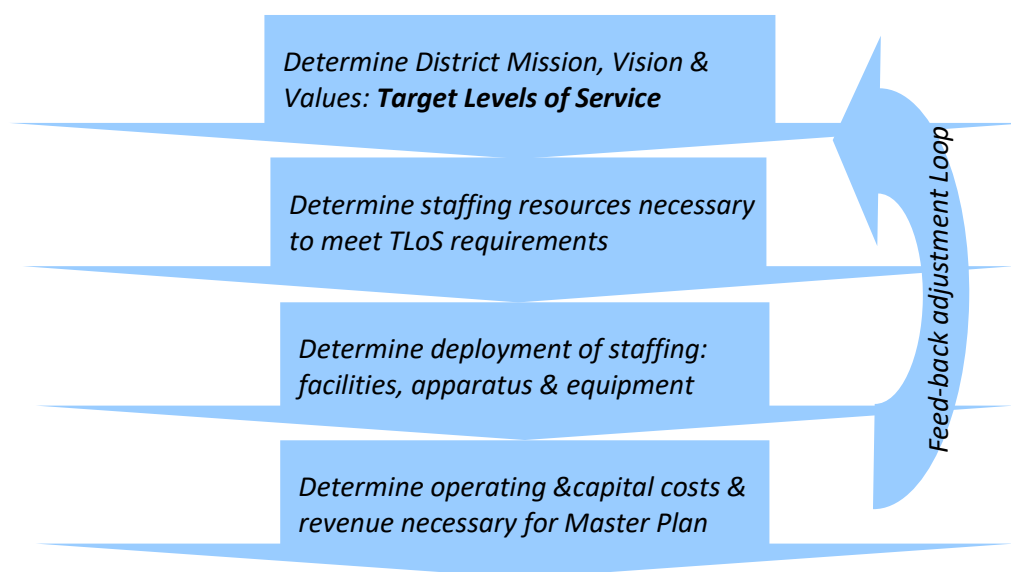 Determine District Mission, Vision &
Values: Target Levels of Service
Determine staffing resources necessary
to meet TLoS requirements
Determine deployment of staffing:
facilities, apparatus & equipment
Determine operating &capital costs &
revenue necessary for Master Plan
Feed-back adjustment Loop